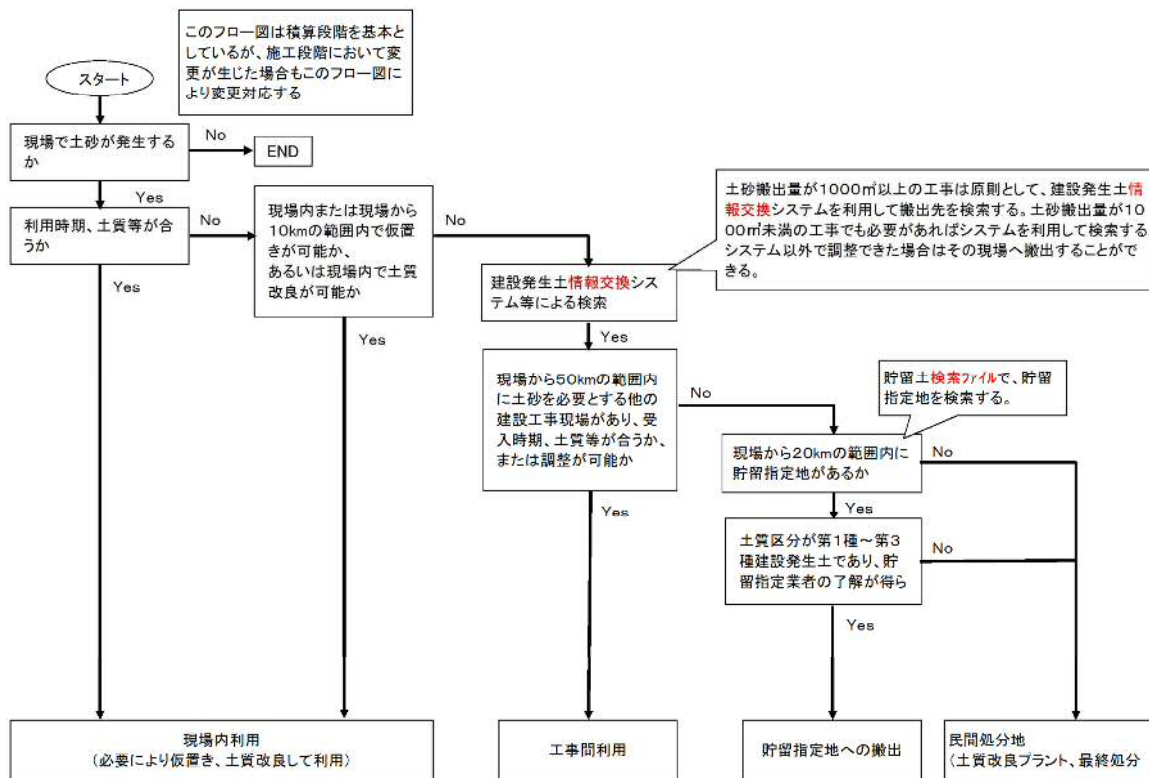 このフロー図は積算段階を基本と
しているが、施工段階において変
更が生じた場合もこのフロー図に
より変更対応する
スタート
現場で土砂が発生する
か
No
END
Yes
利用時期、土質等が合
うか
No
現場内または現場から
10kmの範囲内で仮置
きが可能か、
あるいは現場内で土質
改良が可能か
No
土砂搬出量が1000㎥以上の工事は原則として、建設発生土情
報交換システムを利用して搬出先を検索する。土砂搬出量が10
00㎥未満の工事でも必要があればシステムを利用して検索する
システム以外で調整できた場合はその現場へ搬出することがで
きる。
建設発生土情報交換シス
テム等による検索
Yes
Yes
Yes
現場から50kmの範囲内
に土砂を必要とする他の
建設工事現場があり、受
入時期、土質等が合うか、
または調整が可能か
No
貯留土検索ファイルで、貯留
指定地を検索する。
現場から20kmの範囲内に
貯留指定地があるか
No
Yes
Yes
土質区分が第1種～第3
種建設発生土であり、貯
留指定業者の了解が得ら
No
Yes
現場内利用
(必要により仮置き、土質改良して利用)
工事間利用
貯留指定地への搬出
民間処分地
(土質改良プラント、最終処分